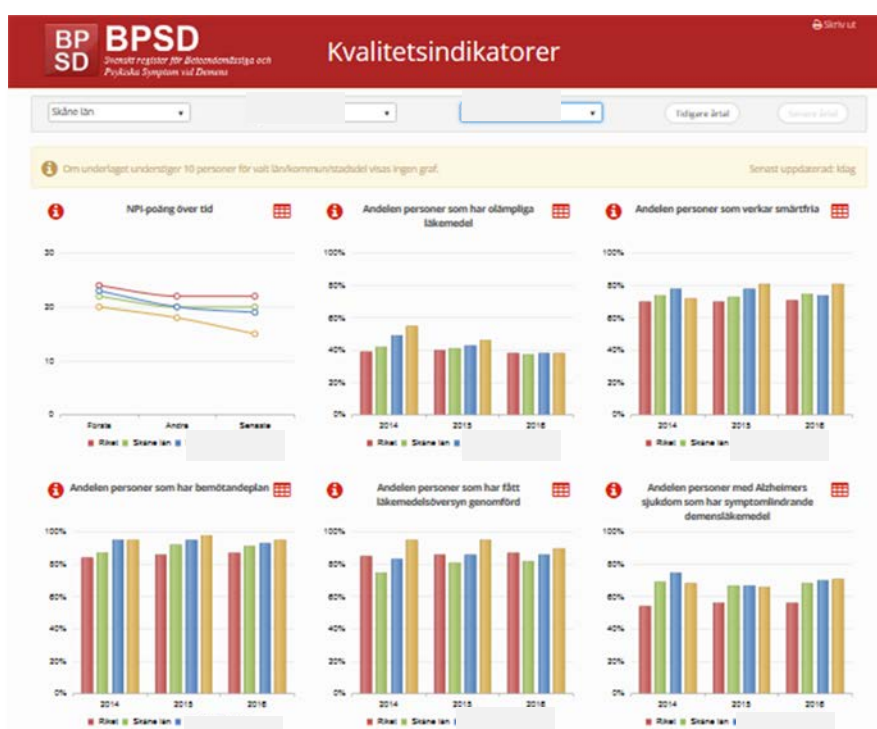 Skriv ut
BP
SD
BPSD
Svenskt register för Beteendemässiga och
Psykiska Symptom vid Demens
Kvalitetsindikatorer
Skåne län
Tidigare årtal
Senare årtal
Om underlaget understiger 10 personer för valt län/kommun/stadsdel visas ingen graf.
Senast uppdaterad: Idag
NPI-poäng över tid
30
20
10
0
Första Andra Senaste
Riket Skåne län
Andelen personer som har olämpliga
läkemedel
100%
80%
60%
40%
20%
0%
2014 2015 2016
Riket Skåne län
Andelen personer som verkar smärtfria
100%
80%
60%
40%
20%
0%
2014 2015 2016
Riket Skåne län
Andelen personer som har bemötandeplan
100%
80%
60%
40%
20%
0%
2014 2015 2016
Riket Skåne län
Andelen personer som har fått
läkemedelsöversyn genomförd
100%
80%
60%
40%
20%
0%
2014 2015 2016
Riket Skåne län
Andelen personer med Alzheimers
sjukdom som har symptomlindrande
demensläkemedel
100%
80%
60%
40%
20%
0%
2014 2015 2016
Riket Skåne län